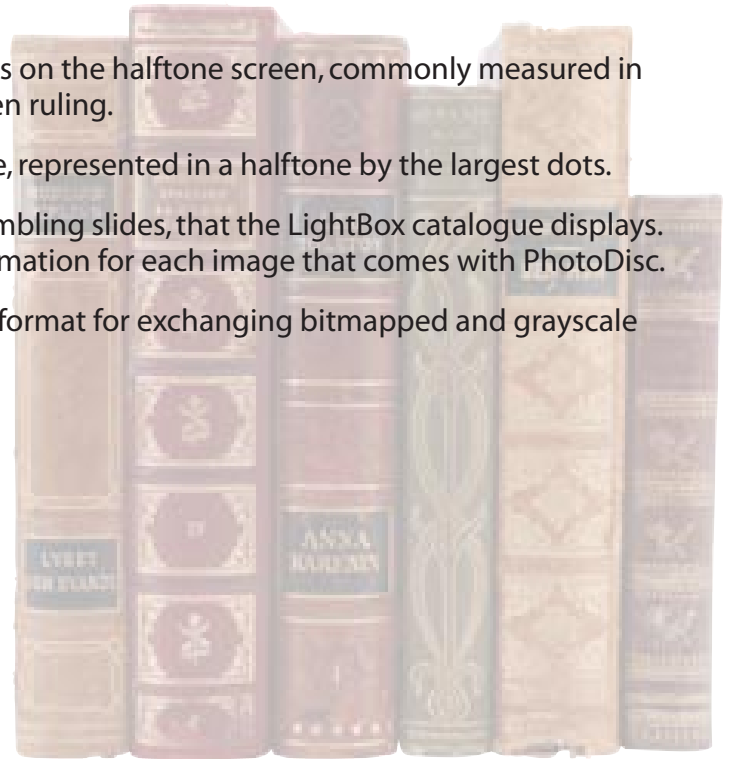 s on the halftone screen, commonly measured in
en ruling.
e, represented in a halftone by the largest dots.
mbling slides, that the LightBox catalogue displays.
mation for each image that comes with PhotoDisc.
format for exchanging bitmapped and grayscale
ANNA
KARENIN